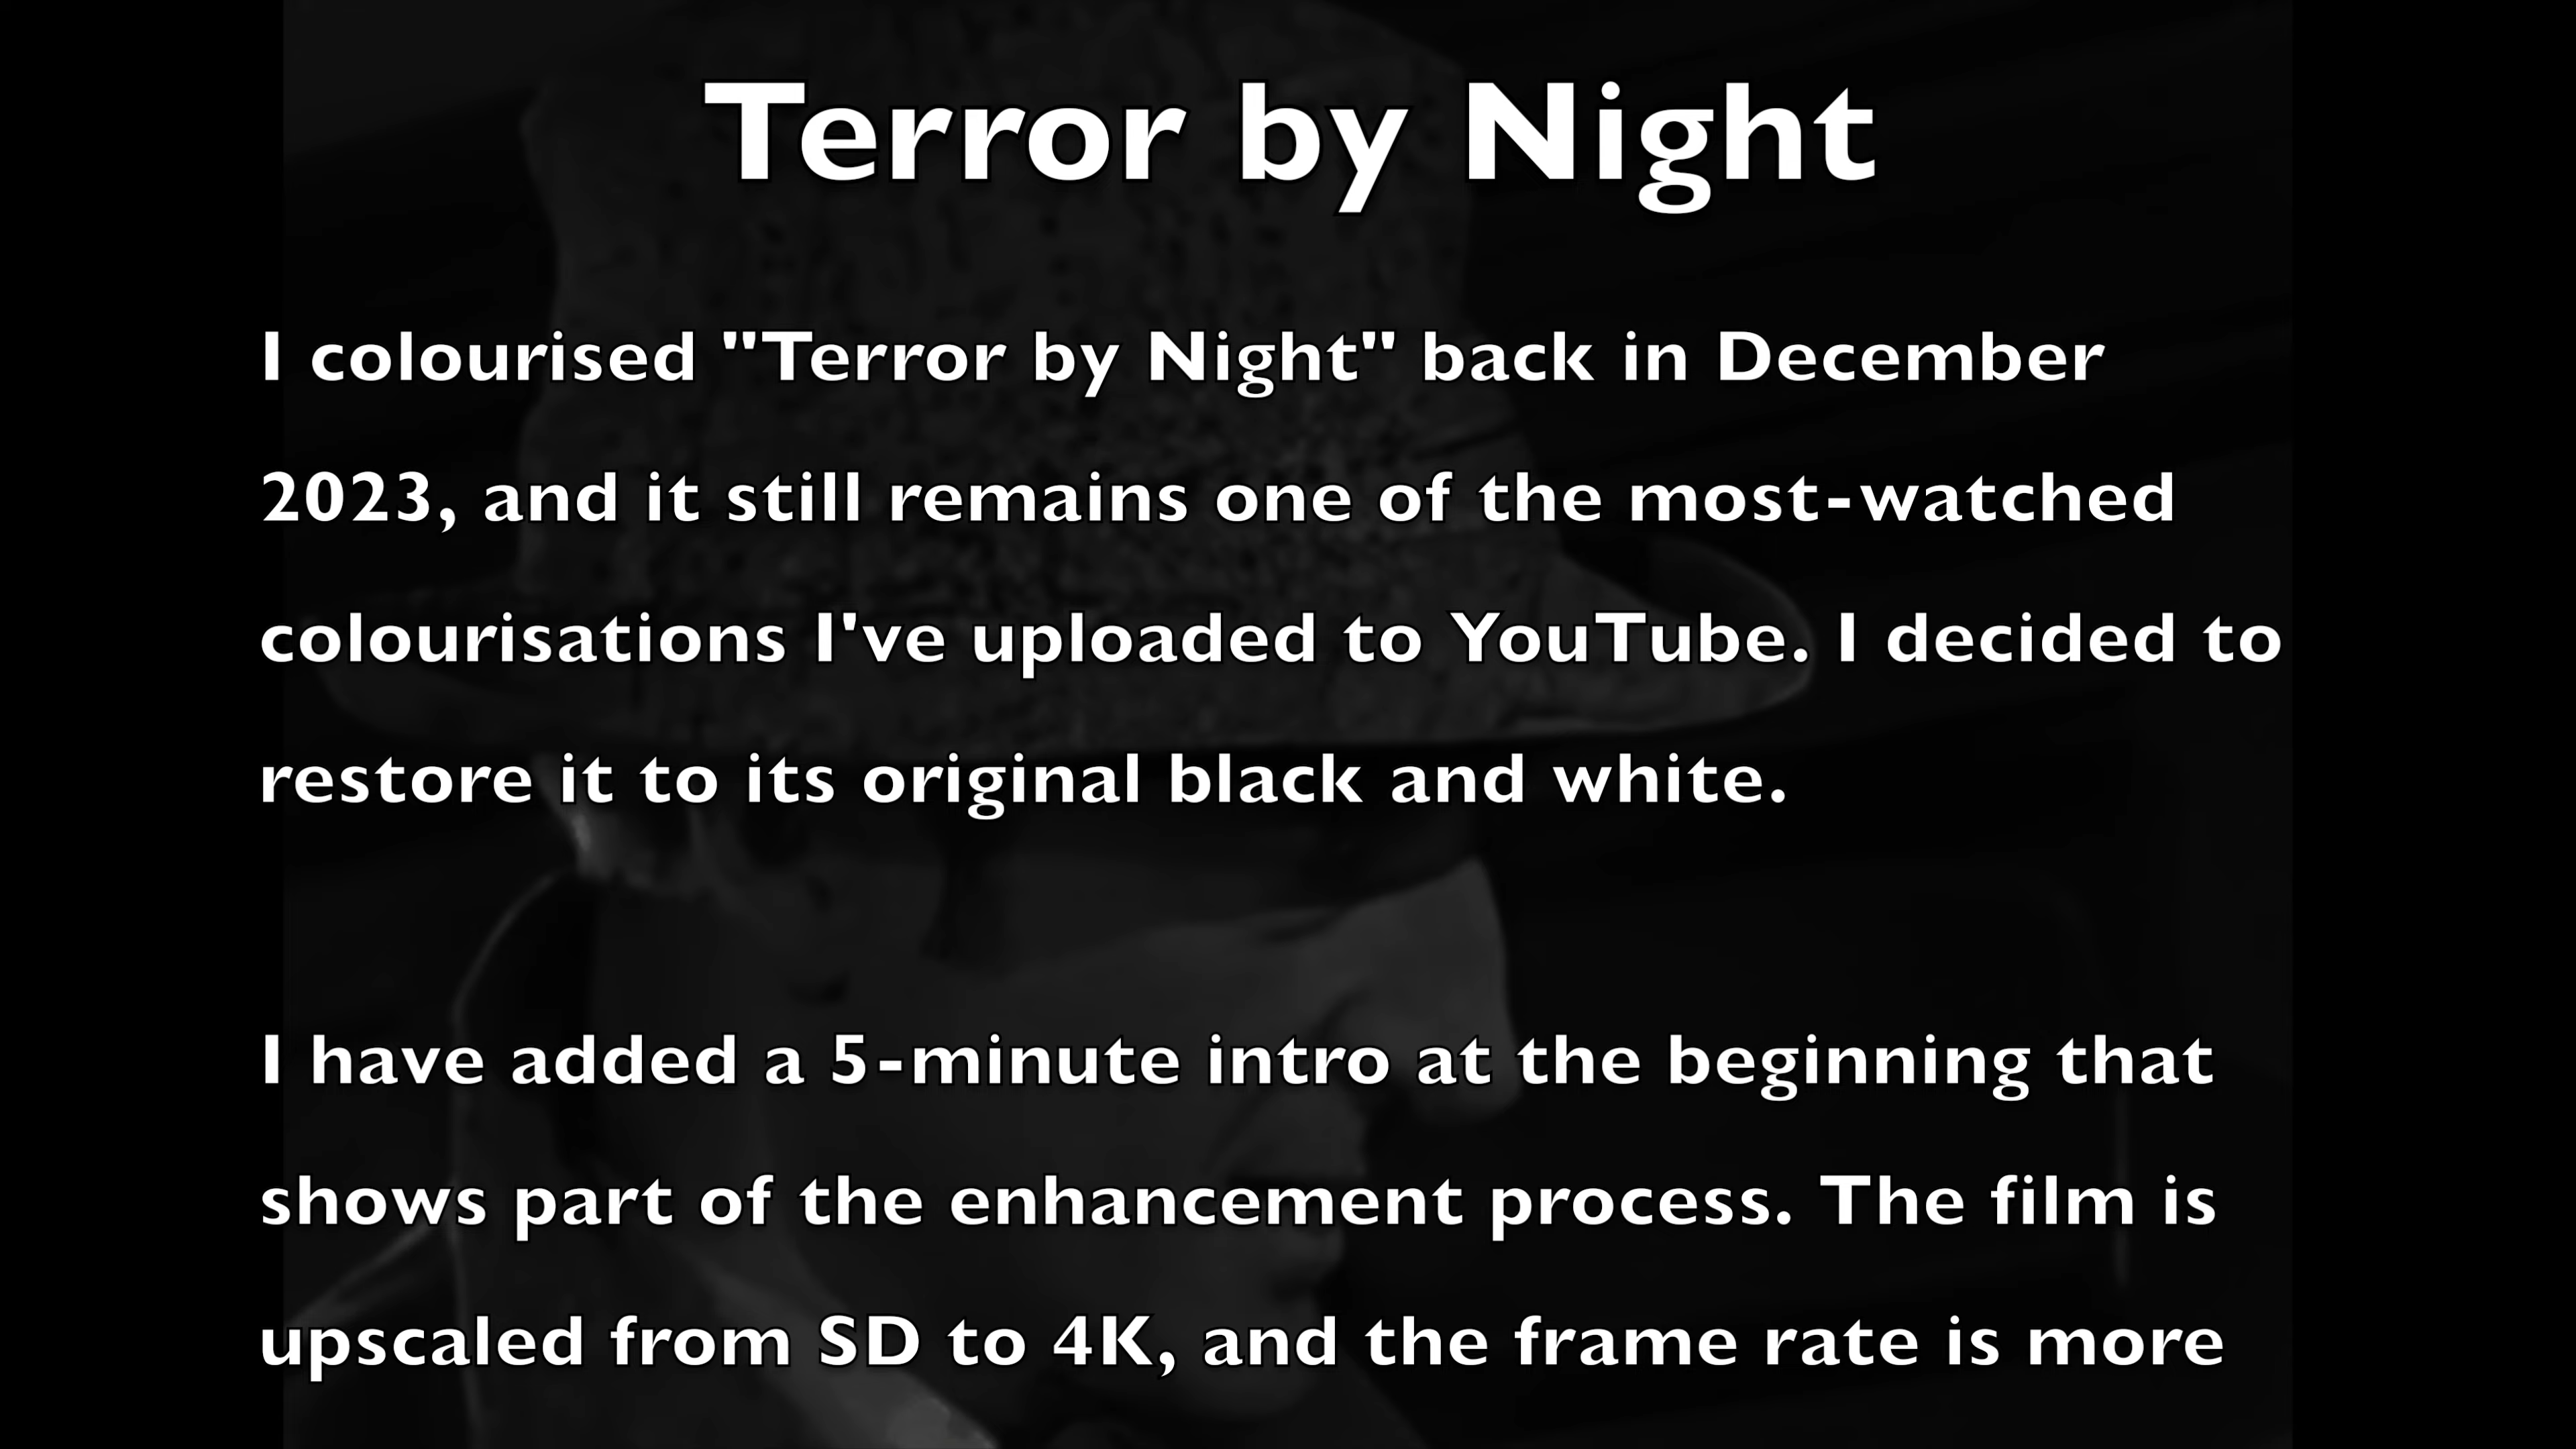 Terror by Night
I colourised "Terror by Night" back in December
2023, and it still remains one of the most-watched
colourisations I've uploaded to YouTube. I decided to
restore it to its original black and white.
I have added a 5-minute intro at the beginning that
shows part of the enhancement process. The film is
upscaled from SD to 4K, and the frame rate is more